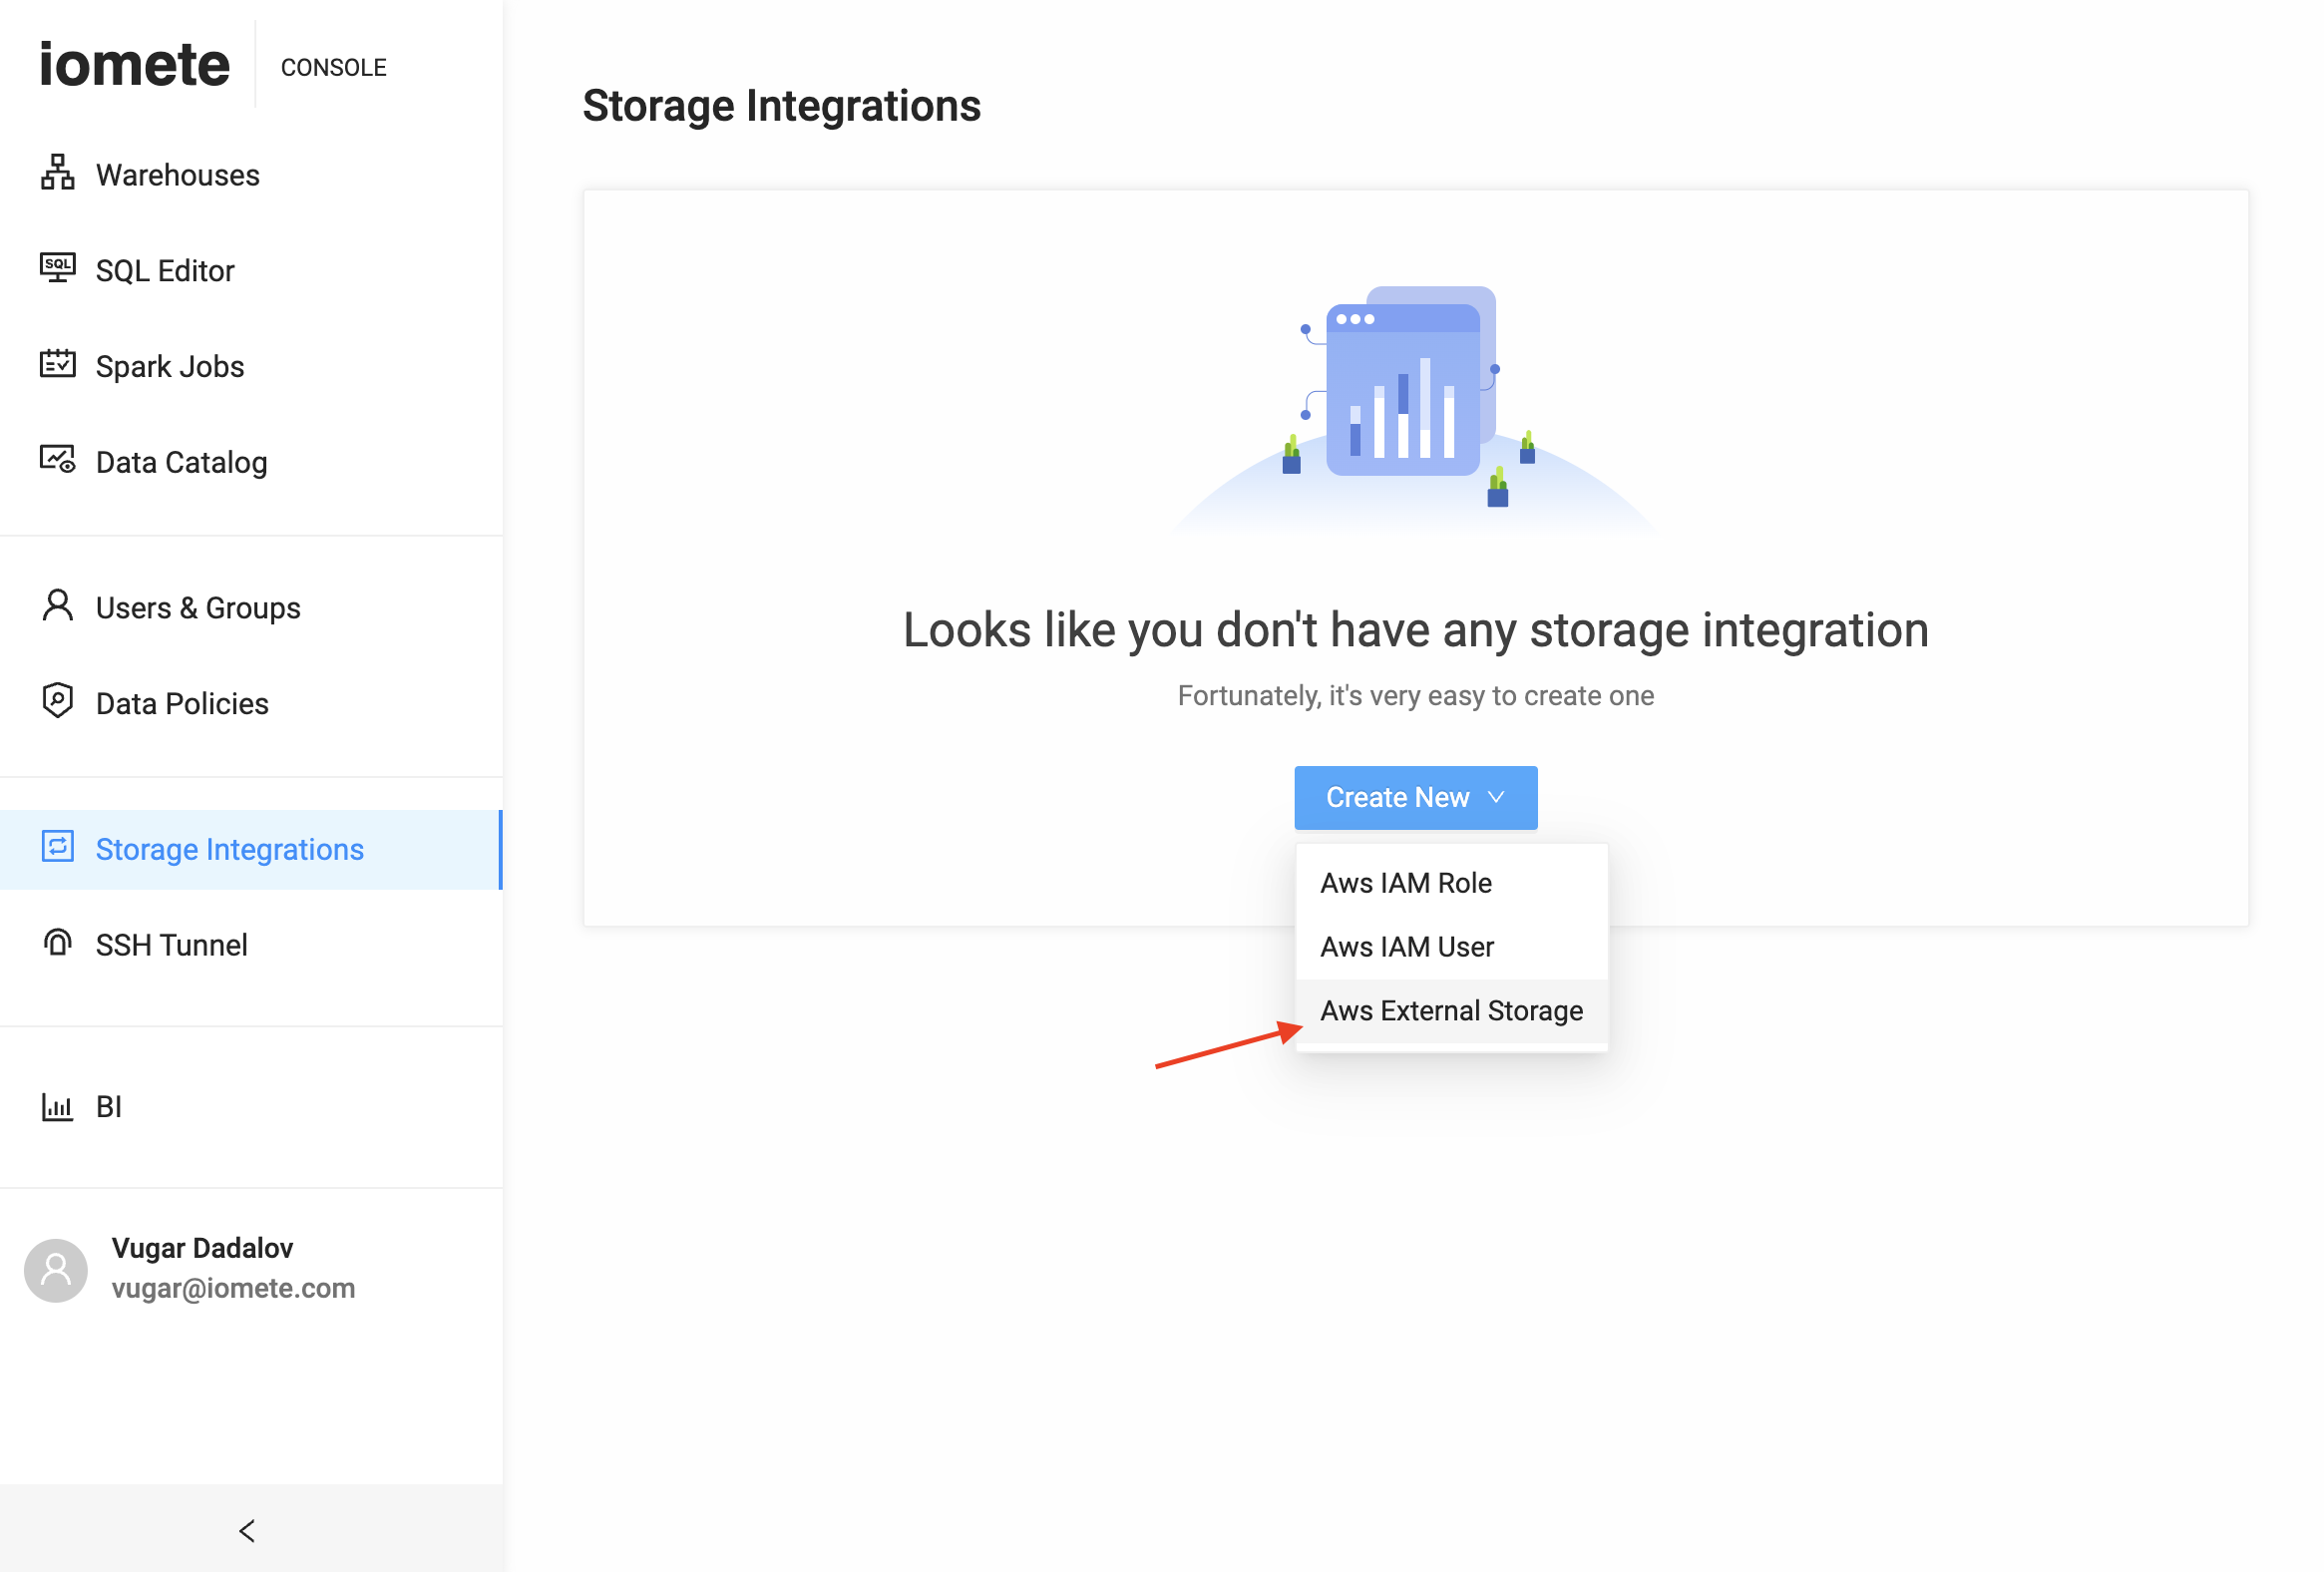 iomete
CONSOLE
Warehouses
SQL
SQL Editor
Spark Jobs
Data Catalog
Users & Groups
Data Policies
Storage Integrations
SSH Tunnel
BI
Vugar Dadalov
vugar@iomete.com
Storage Integrations
Looks like you don't have any storage integration
Fortunately, it's very easy to create one
Create New
Aws IAM Role
Aws IAM User
Aws External Storage